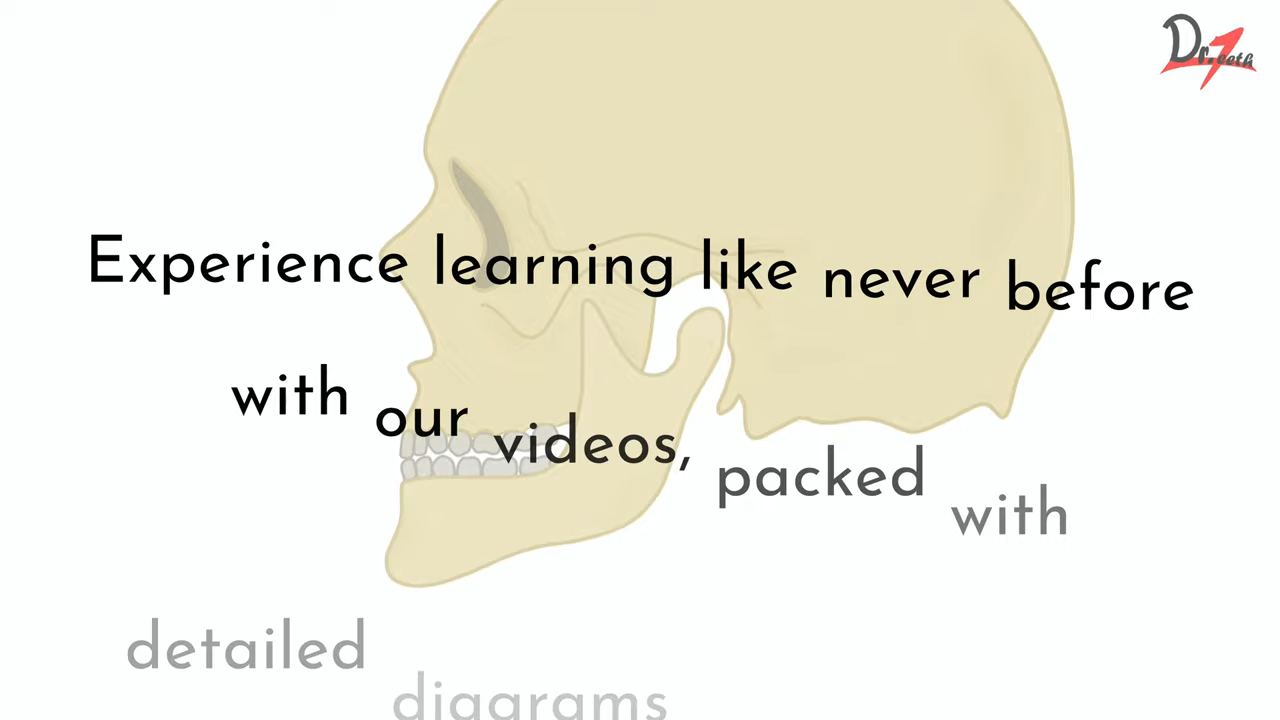 Experience learning like never before
with our videos, packed with
detailed diagrams